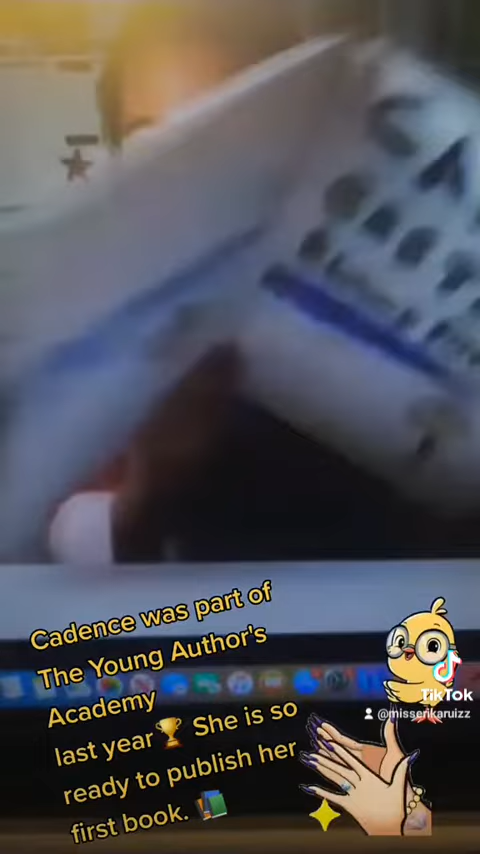 Cadence was part of
The Young Author's
Academy
last year🏆 She is so
ready to publish her
first book. 📚
TikTok
@misserikaruizz